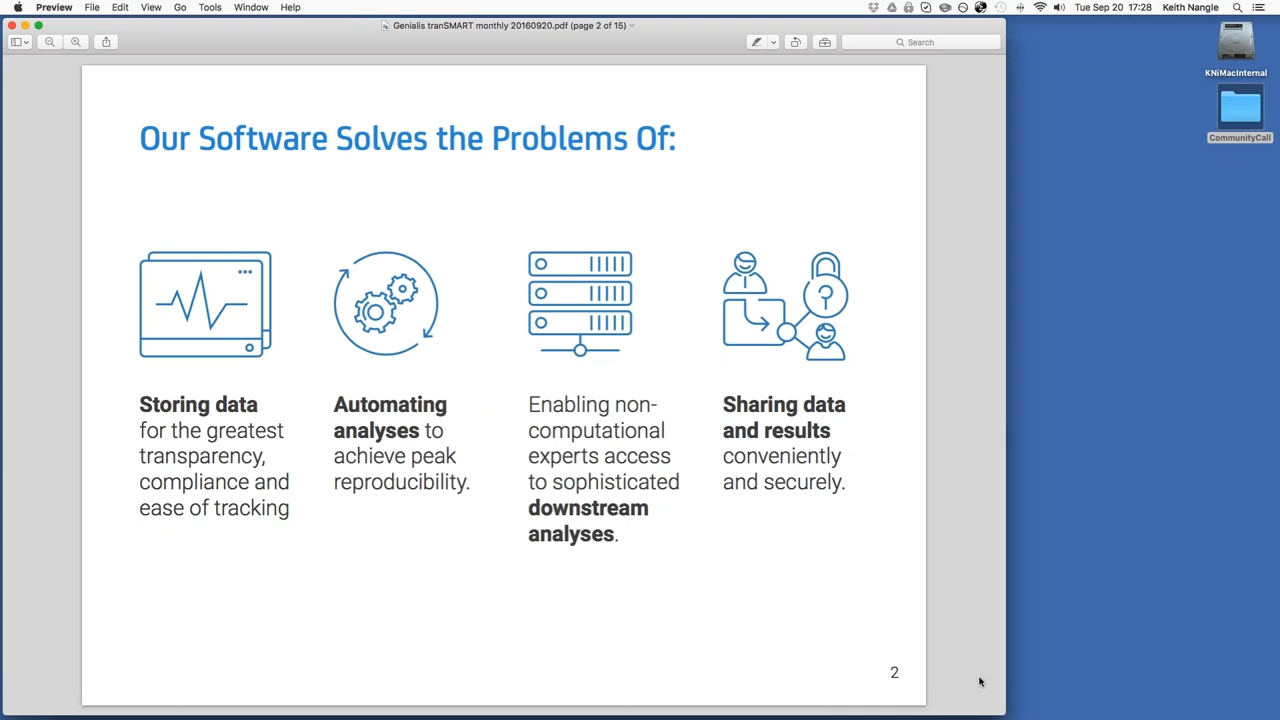 Preview File Edit View Go Tools Window Help
Tue Sep 20 17:28 Keith Nangle
Genialis tranSMART monthly 20160920.pdf (page 2 of 15)
Search
KNiMacInternal
CommunityCall
Our Software Solves the Problems Of:
Storing data
for the greatest
transparency,
compliance and
ease of tracking
Automating
analyses to
achieve peak
reproducibility.
Enabling non-
computational
experts access
to sophisticated
downstream
analyses.
Sharing data
and results
conveniently
and securely.
2